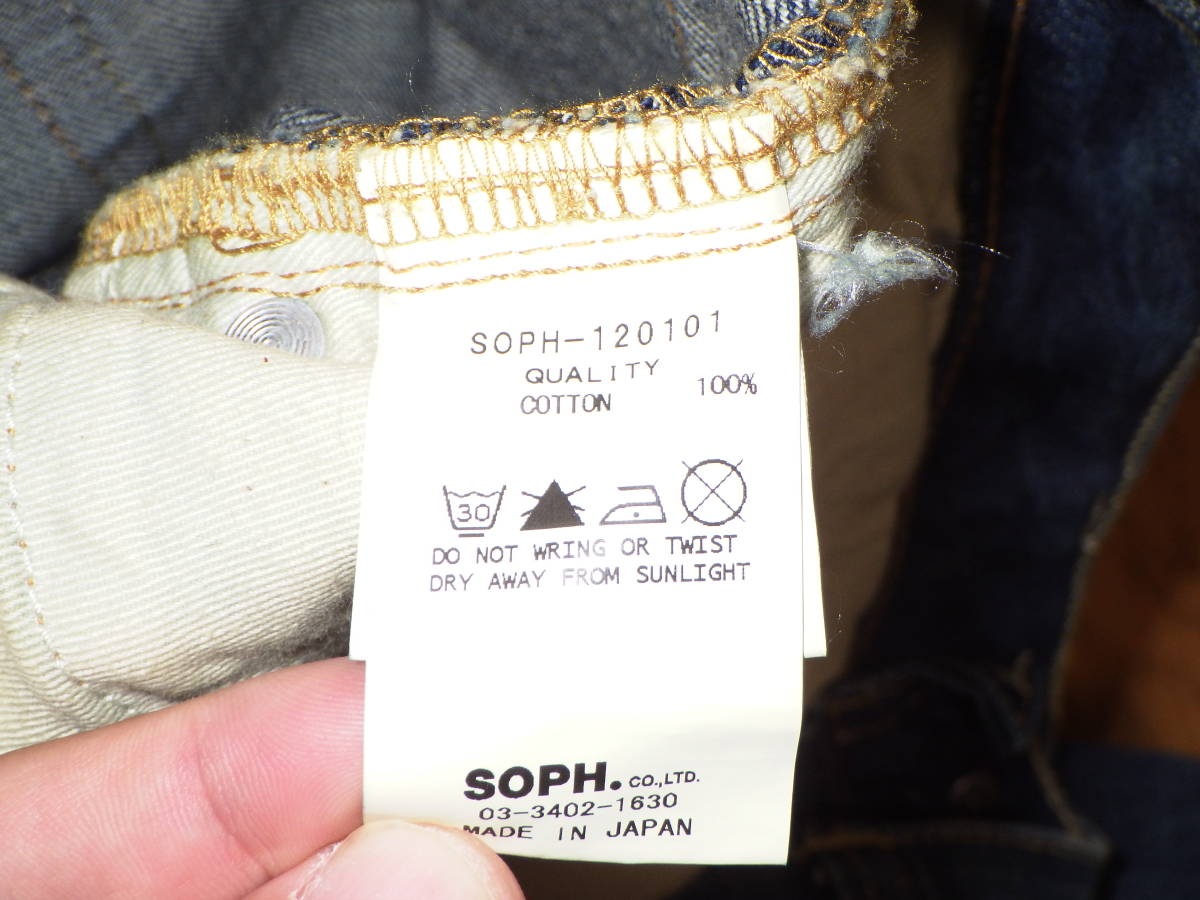 SOPH-120101
QUALITY
COTTON 100%
30
DO NOT WRING OR TWIST
DRY AWAY FROM SUNLIGHT
SOPH. CO.,LTD.
03-3402-1630
MADE IN JAPAN